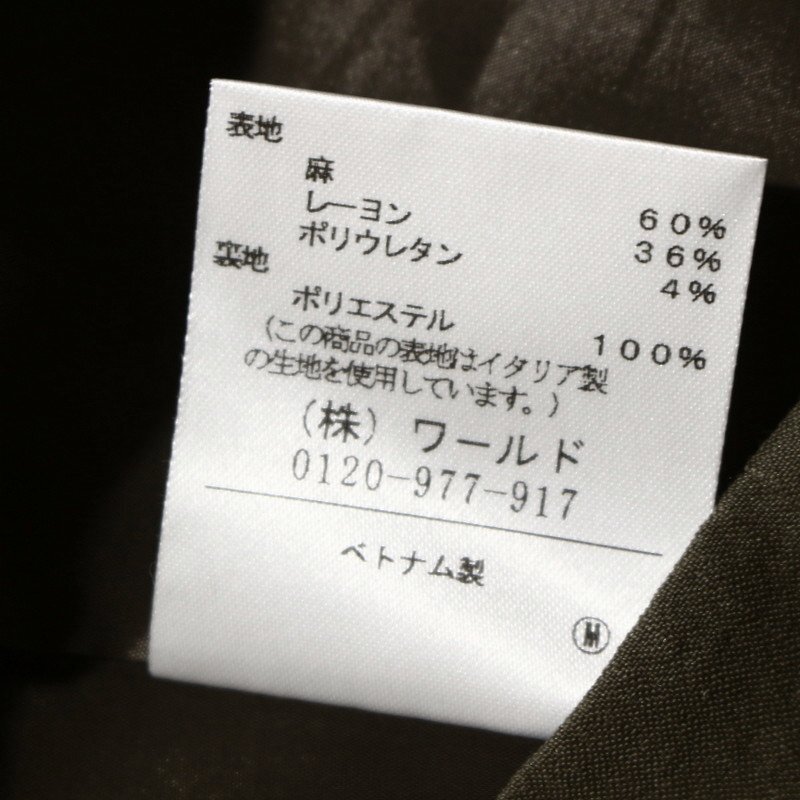 表地
麻 60%
レーヨン 36%
ポリウレタン 4%
裏地
ポリエステル 100%
(この商品の表地はイタリア製
の生地を使用しています。)
(株) ワールド
0120-977-917
ベトナム製